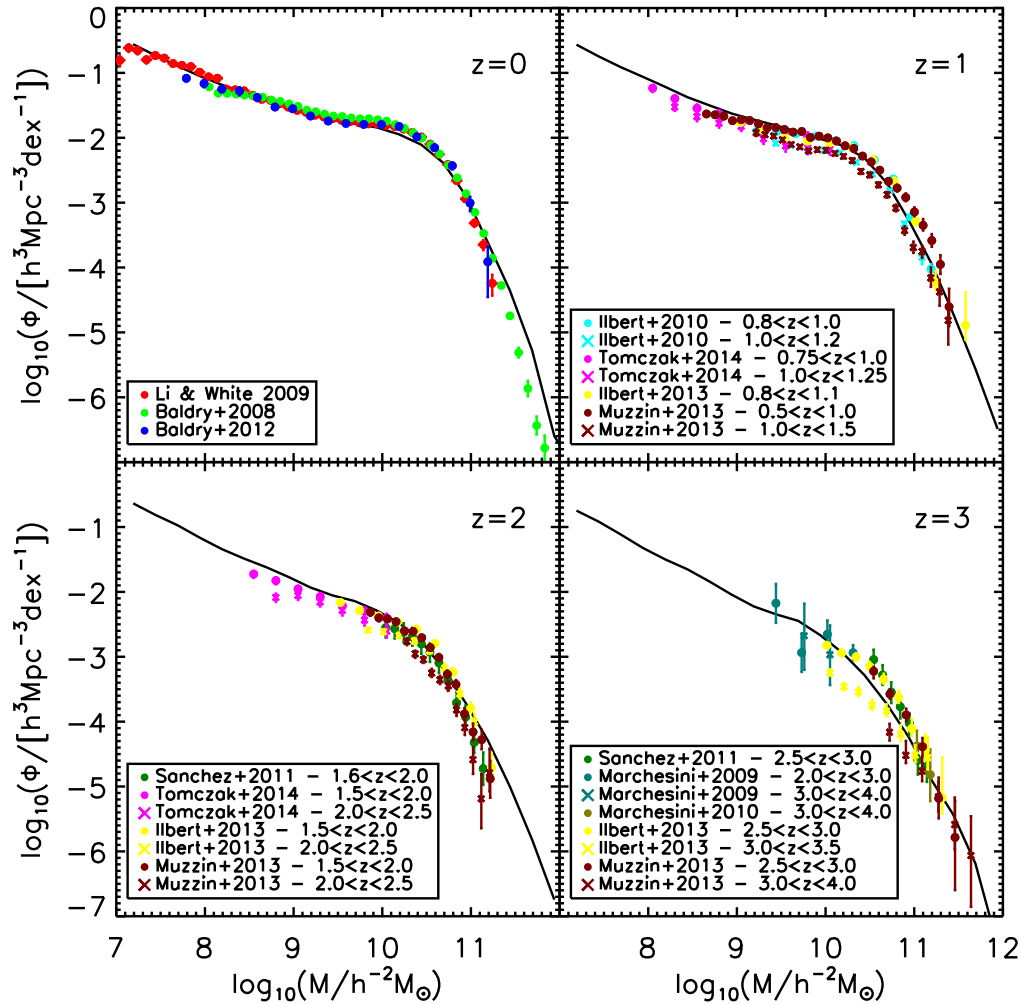 0
−1
−2
−3
−4
−5
−6
log₁₀(Φ/[h³Mpc⁻³dex⁻¹])
z=0
Li & White 2009
Baldry+2008
Baldry+2012
z=1
Ilbert+2010 − 0.8<z<1.0
Ilbert+2010 − 1.0<z<1.2
Tomczak+2014 − 0.75<z<1.0
Tomczak+2014 − 1.0<z<1.25
Ilbert+2013 − 0.8<z<1.1
Muzzin+2013 − 0.5<z<1.0
Muzzin+2013 − 1.0<z<1.5
−1
−2
−3
−4
−5
−6
−7
log₁₀(Φ/[h³Mpc⁻³dex⁻¹])
z=2
Sanchez+2011 − 1.6<z<2.0
Tomczak+2014 − 1.5<z<2.0
Tomczak+2014 − 2.0<z<2.5
Ilbert+2013 − 1.5<z<2.0
Ilbert+2013 − 2.0<z<2.5
Muzzin+2013 − 1.5<z<2.0
Muzzin+2013 − 2.0<z<2.5
z=3
Sanchez+2011 − 2.5<z<3.0
Marchesini+2009 − 2.0<z<3.0
Marchesini+2009 − 3.0<z<4.0
Marchesini+2010 − 3.0<z<4.0
Ilbert+2013 − 2.5<z<3.0
Ilbert+2013 − 3.0<z<3.5
Muzzin+2013 − 2.5<z<3.0
Muzzin+2013 − 3.0<z<4.0
7 8 9 10 11
8 9 10 11 12
log₁₀(M/h⁻²M☉)
log₁₀(M/h⁻²M☉)